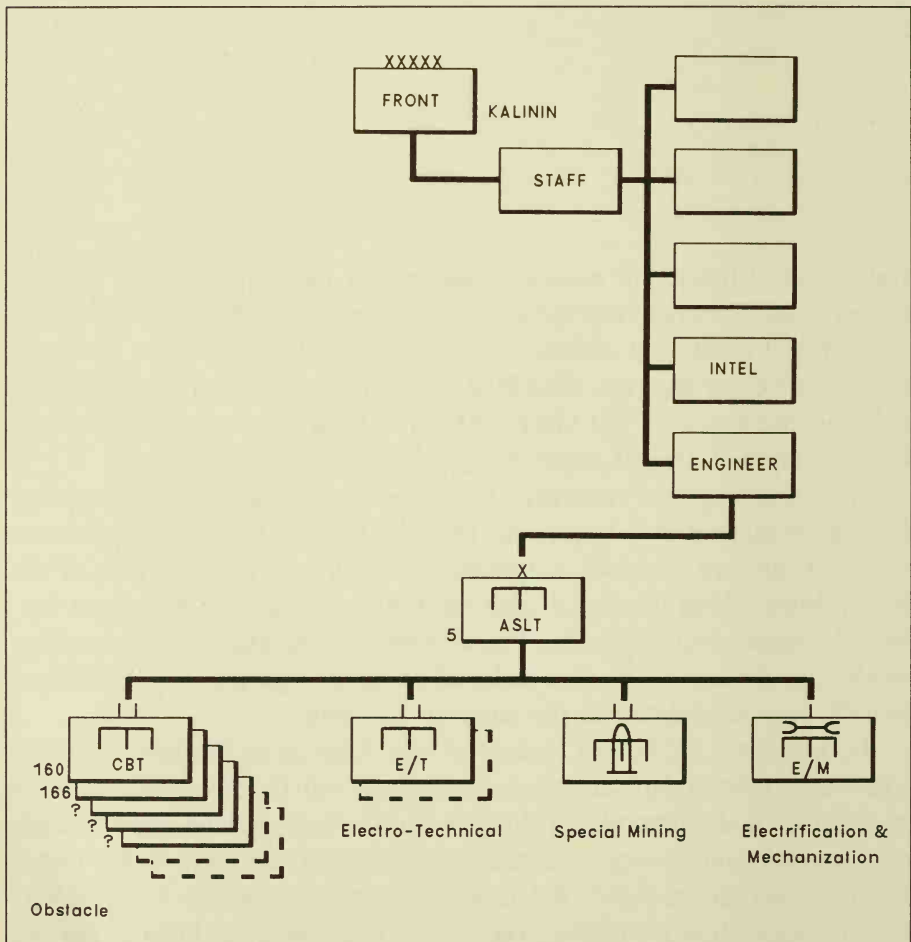 XXXXX
FRONT
KALININ
STAFF
INTEL
ENGINEER
X
ASLT
5
CBT
160
166
?
?
?
E/T
E/M
Electro-Technical
Special Mining
Electrification &
Mechanization
Obstacle